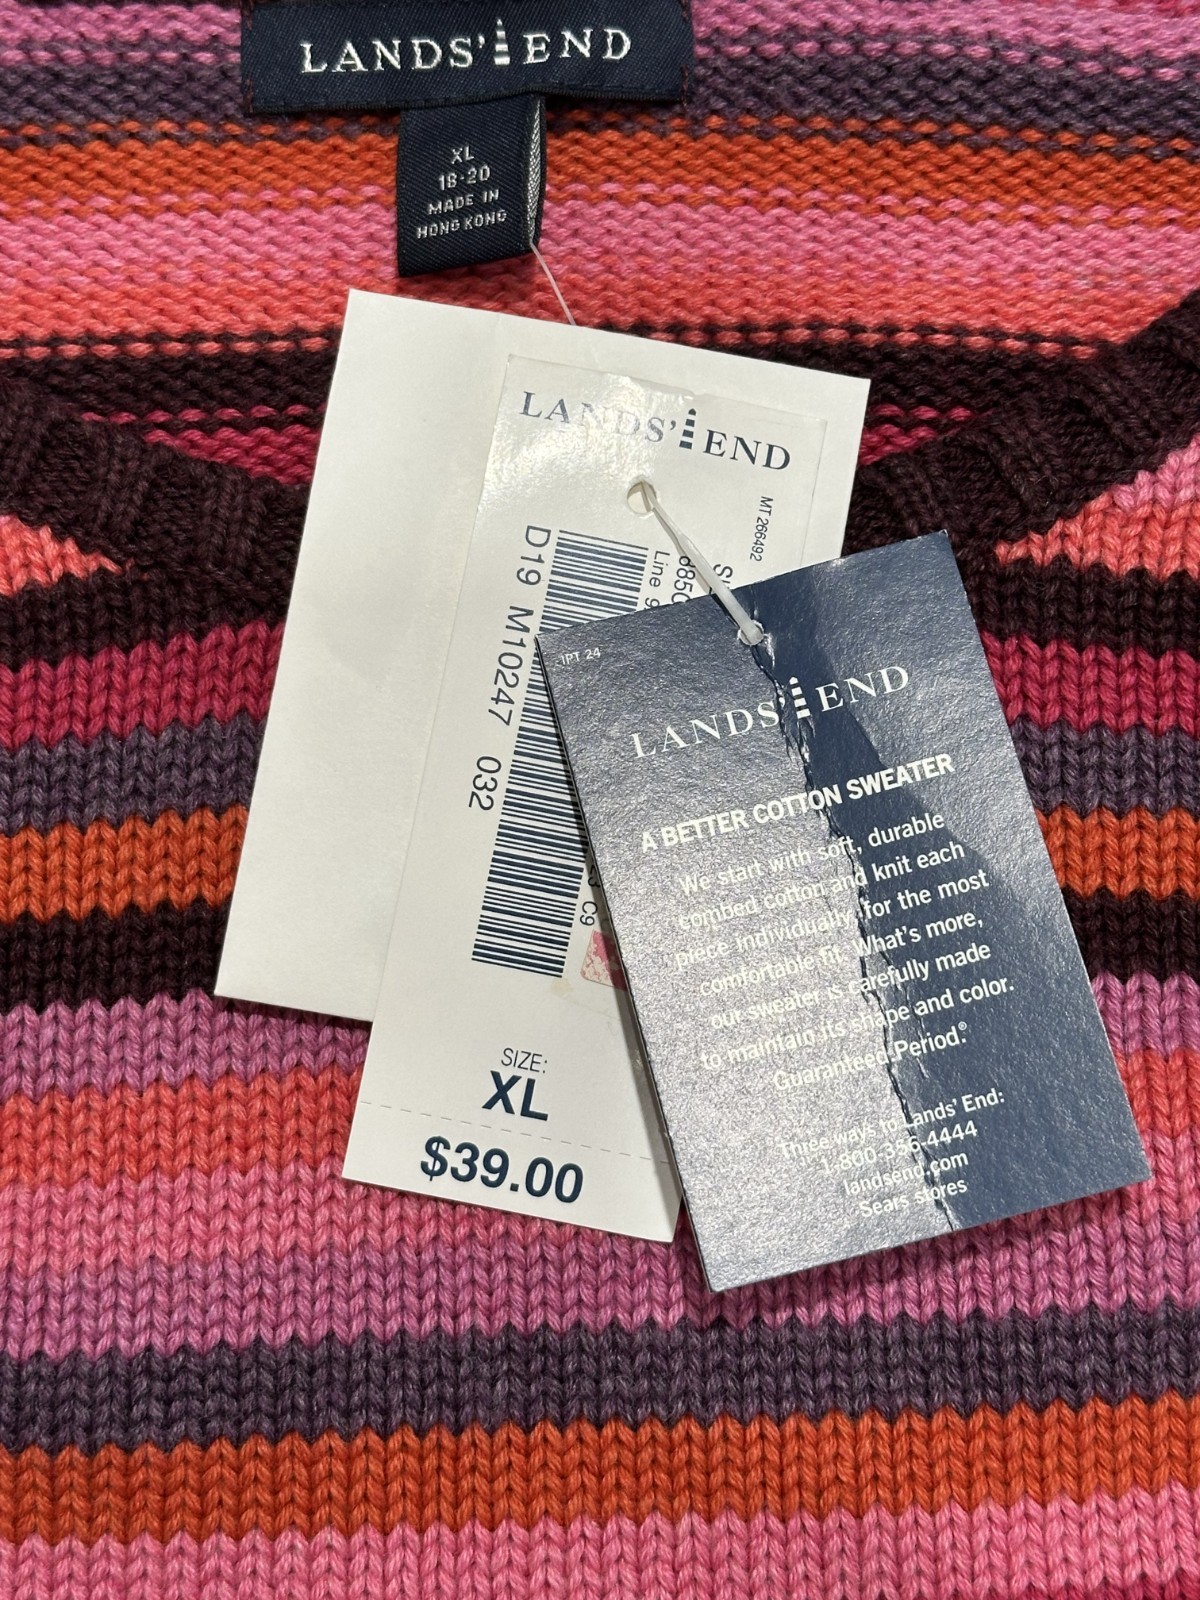 LANDS' END
XL
18-20
MADE IN
HONG KONG
LANDS' END
MT266492
Line
D19 M10247 032
C9
SIZE:
XL
$39.00
IPT 24
LANDS' END
A BETTER COTTON SWEATER
We start with soft, durable
combed cotton and knit each
piece individually, for the most
comfortable fit. What's more,
our sweater is carefully made
to maintain its shape and color.
Guaranteed.Period.®
Three ways to Lands' End:
1-800-356-4444
landsend.com
Sears stores